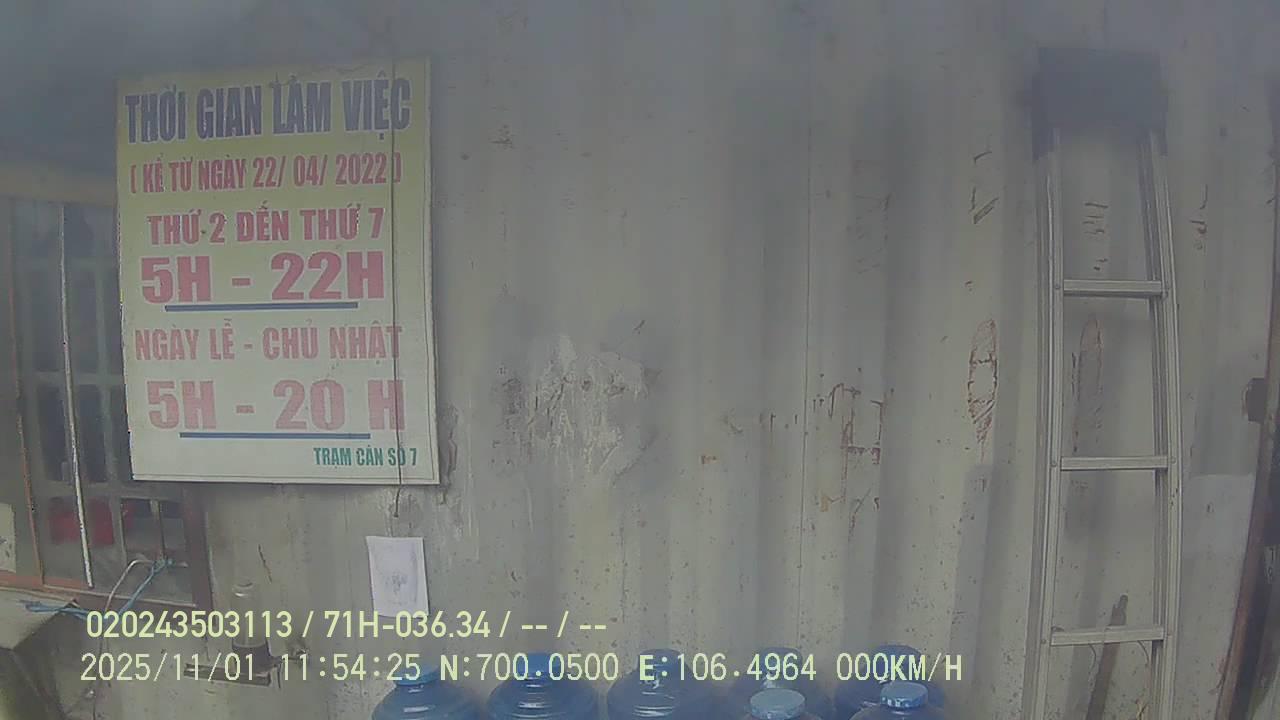 THỜI GIAN LÀM VIỆC
( KỂ TỪ NGÀY 22/ 04/ 2022 )
THỨ 2 ĐẾN THỨ 7
5H - 22H
NGÀY LỄ - CHỦ NHẬT
5H - 20 H
TRẠM CÂN SỐ 7
020243503113 / 71H-036.34 / -- / --
2025/11/01 11:54:25 N:700.0500 E:106.4964 000KM/H